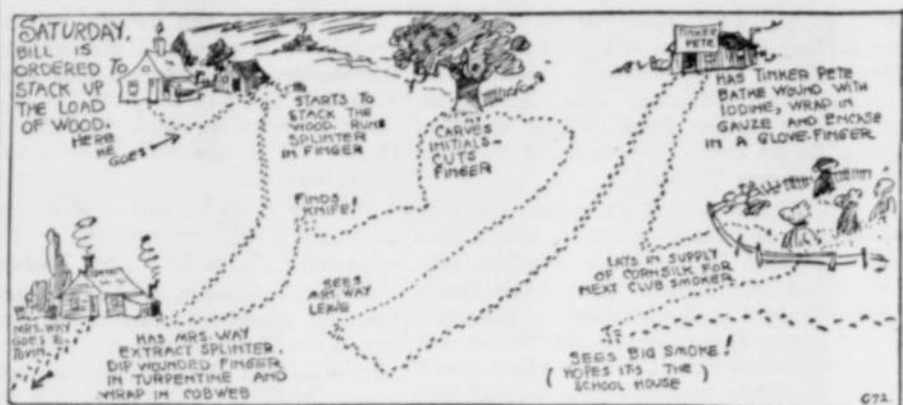 SATURDAY.
BILL IS
ORDERED TO
STACK UP
THE LOAD
OF WOOD.
HERE
HE
GOES
STARTS TO
STACK THE
WOOD. RUNS
SPLINTER
IN FINGER
CARVES
INITIALS-
CUTS
FINGER
TINKER
PETE
HAS TINKER PETE
BATHE WOUND WITH
IODINE, WRAP IN
GAUZE AND ENCASE
IN A GLOVE-FINGER
FINDS
KNIFE!
SEES
MRS. WAY
LEAVE
LAYS IN SUPPLY
OF CORNSILK FOR
NEXT CLUB SMOKER
MRS. WAY
GOES TO
TOWN
HAS MRS. WAY
EXTRACT SPLINTER.
DIP WOUNDED FINGER
IN TURPENTINE AND
WRAP IN COBWEB
SEES BIG SMOKE!
(HOPES IT'S THE)
SCHOOL HOUSE
G72